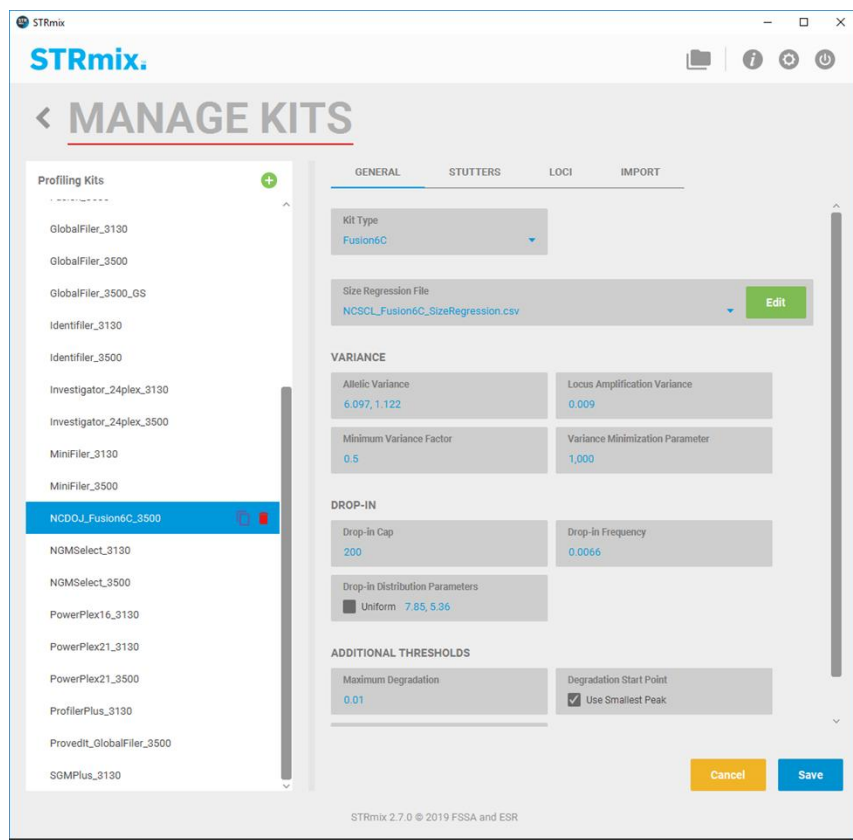 STRmix
STRmix.
MANAGE KITS
Profiling Kits
GlobalFiler_3130
GlobalFiler_3500
GlobalFiler_3500_GS
Identifiler_3130
Identifiler_3500
Investigator_24plex_3130
Investigator_24plex_3500
MiniFiler_3130
MiniFiler_3500
NCDOJ_Fusion6C_3500
NGMSelect_3130
NGMSelect_3500
PowerPlex16_3130
PowerPlex21_3130
PowerPlex21_3500
ProfilerPlus_3130
ProvedIt_GlobalFiler_3500
SGMPlus_3130
GENERAL STUTTERS LOCI IMPORT
Kit Type
Fusion6C
Size Regression File
NCSCL_Fusion6C_SizeRegression.csv
Edit
VARIANCE
Allelic Variance Locus Amplification Variance
6.097, 1.122 0.009
Minimum Variance Factor Variance Minimization Parameter
0.5 1,000
DROP-IN
Drop-in Cap Drop-in Frequency
200 0.0066
Drop-in Distribution Parameters
Uniform 7.85, 5.36
ADDITIONAL THRESHOLDS
Maximum Degradation Degradation Start Point
0.01 Use Smallest Peak
Cancel Save
STRmix 2.7.0 © 2019 FSSA and ESR